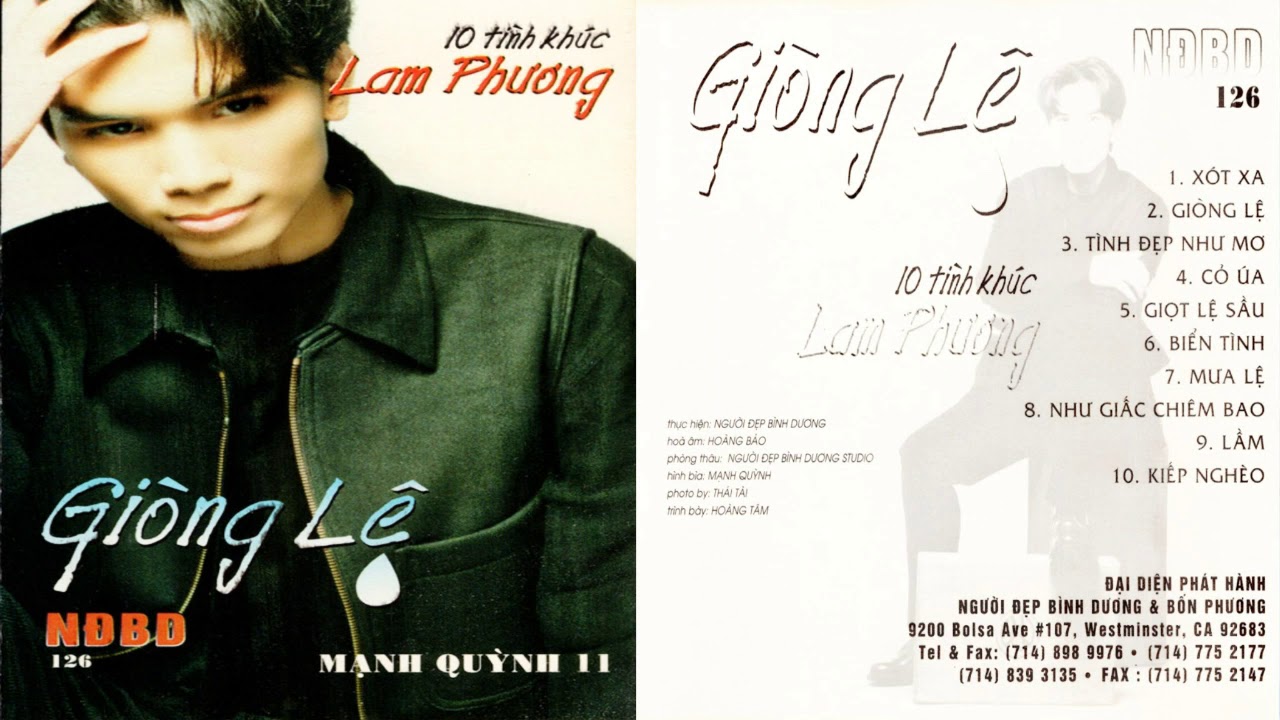 10 tình khúc
Lam Phương
Giòng Lệ
NĐBD
126
MẠNH QUỲNH 11
Giòng Lệ
NĐBD
126
1. XÓT XA
2. GIÒNG LỆ
3. TÌNH ĐẸP NHƯ MƠ
4. CỎ ÚA
5. GIỌT LỆ SẦU
6. BIỂN TÌNH
7. MƯA LỆ
8. NHƯ GIẤC CHIÊM BAO
9. LẦM
10. KIẾP NGHÈO
10 tình khúc
Lam Phương
thực hiện: NGƯỜI ĐẸP BÌNH DƯƠNG
hoà âm: HOÀNG BẢO
phòng thâu: NGƯỜI ĐẸP BÌNH DƯƠNG STUDIO
hình bìa: MẠNH QUỲNH
photo by: THÁI TÀI
trình bày: HOÀNG TÂM
ĐẠI DIỆN PHÁT HÀNH
NGƯỜI ĐẸP BÌNH DƯƠNG & BỐN PHƯƠNG
9200 Bolsa Ave #107, Westminster, CA 92683
Tel & Fax: (714) 898 9976 • (714) 775 2177
(714) 839 3135 • FAX : (714) 775 2147